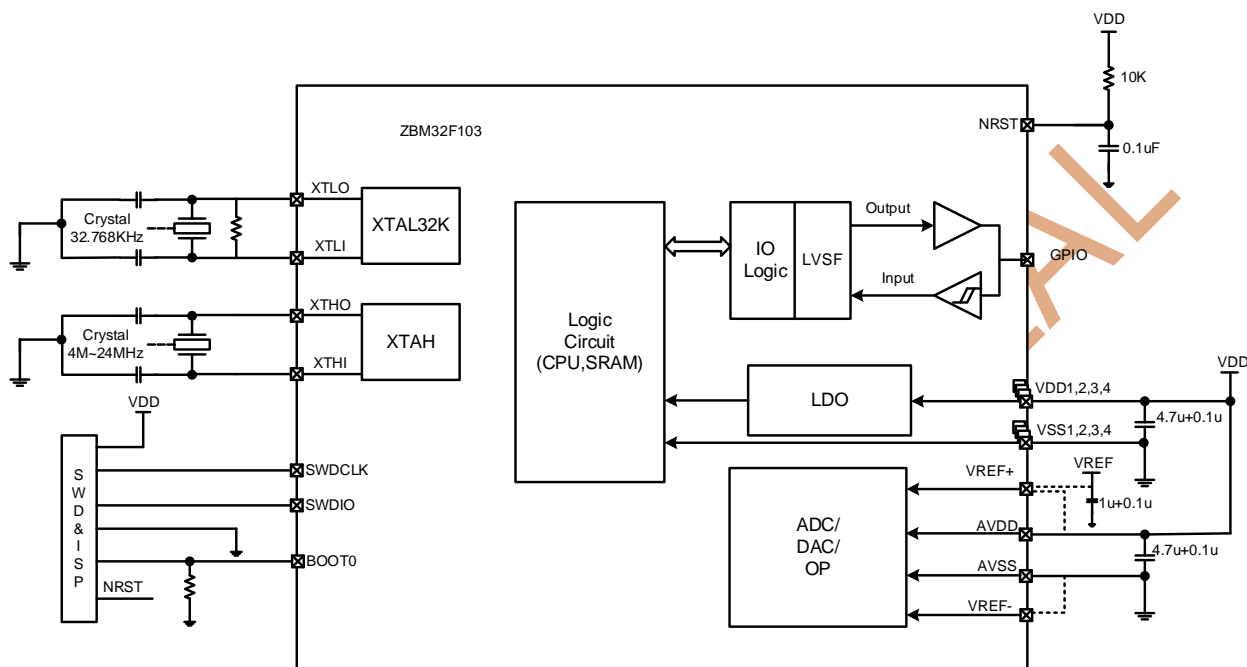 VDD
10K
NRST
0.1uF
ZBM32F103
XTLO
Crystal
32.768KHz
XTAL32K
XTLI
XTHO
Crystal
4M~24MHz
XTAH
XTHI
Logic
Circuit
(CPU,SRAM)
IO
Logic
LVSF
Output
Input
GPIO
LDO
VDD
VDD1,2,3,4
4.7u+0.1u
VSS1,2,3,4
VDD
SWD&ISP
SWDCLK
SWDIO
BOOT0
NRST
ADC/
DAC/
OP
VREF+
VREF
1u+0.1u
AVDD
4.7u+0.1u
AVSS
VREF-